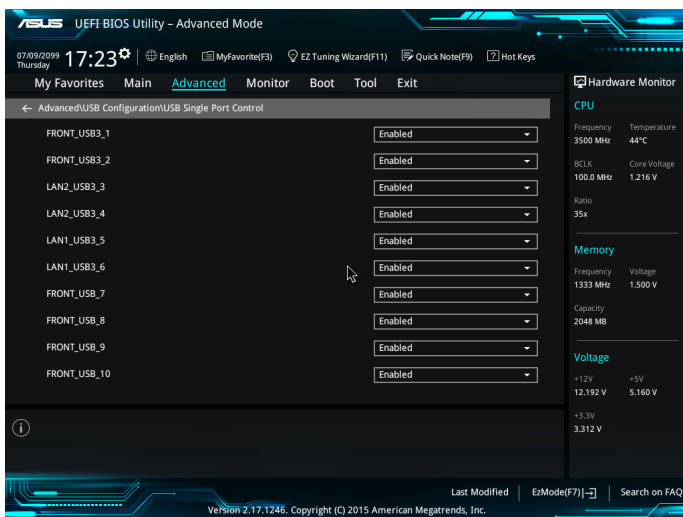 ASUS UEFI BIOS Utility – Advanced Mode
07/09/2099 Thursday 17:23 English MyFavorite(F3) EZ Tuning Wizard(F11) Quick Note(F9) ? Hot Keys
My Favorites Main Advanced Monitor Boot Tool Exit
← Advanced\USB Configuration\USB Single Port Control
FRONT_USB3_1 Enabled
FRONT_USB3_2 Enabled
LAN2_USB3_3 Enabled
LAN2_USB3_4 Enabled
LAN1_USB3_5 Enabled
LAN1_USB3_6 Enabled
FRONT_USB_7 Enabled
FRONT_USB_8 Enabled
FRONT_USB_9 Enabled
FRONT_USB_10 Enabled
Hardware Monitor
CPU
Frequency Temperature
3500 MHz 44°C
BCLK Core Voltage
100.0 MHz 1.216 V
Ratio
35x
Memory
Frequency Voltage
1333 MHz 1.500 V
Capacity
2048 MB
Voltage
+12V +5V
12.192 V 5.160 V
+3.3V
3.312 V
i
Last Modified EzMode(F7) Search on FAQ
Version 2.17.1246. Copyright (C) 2015 American Megatrends, Inc.